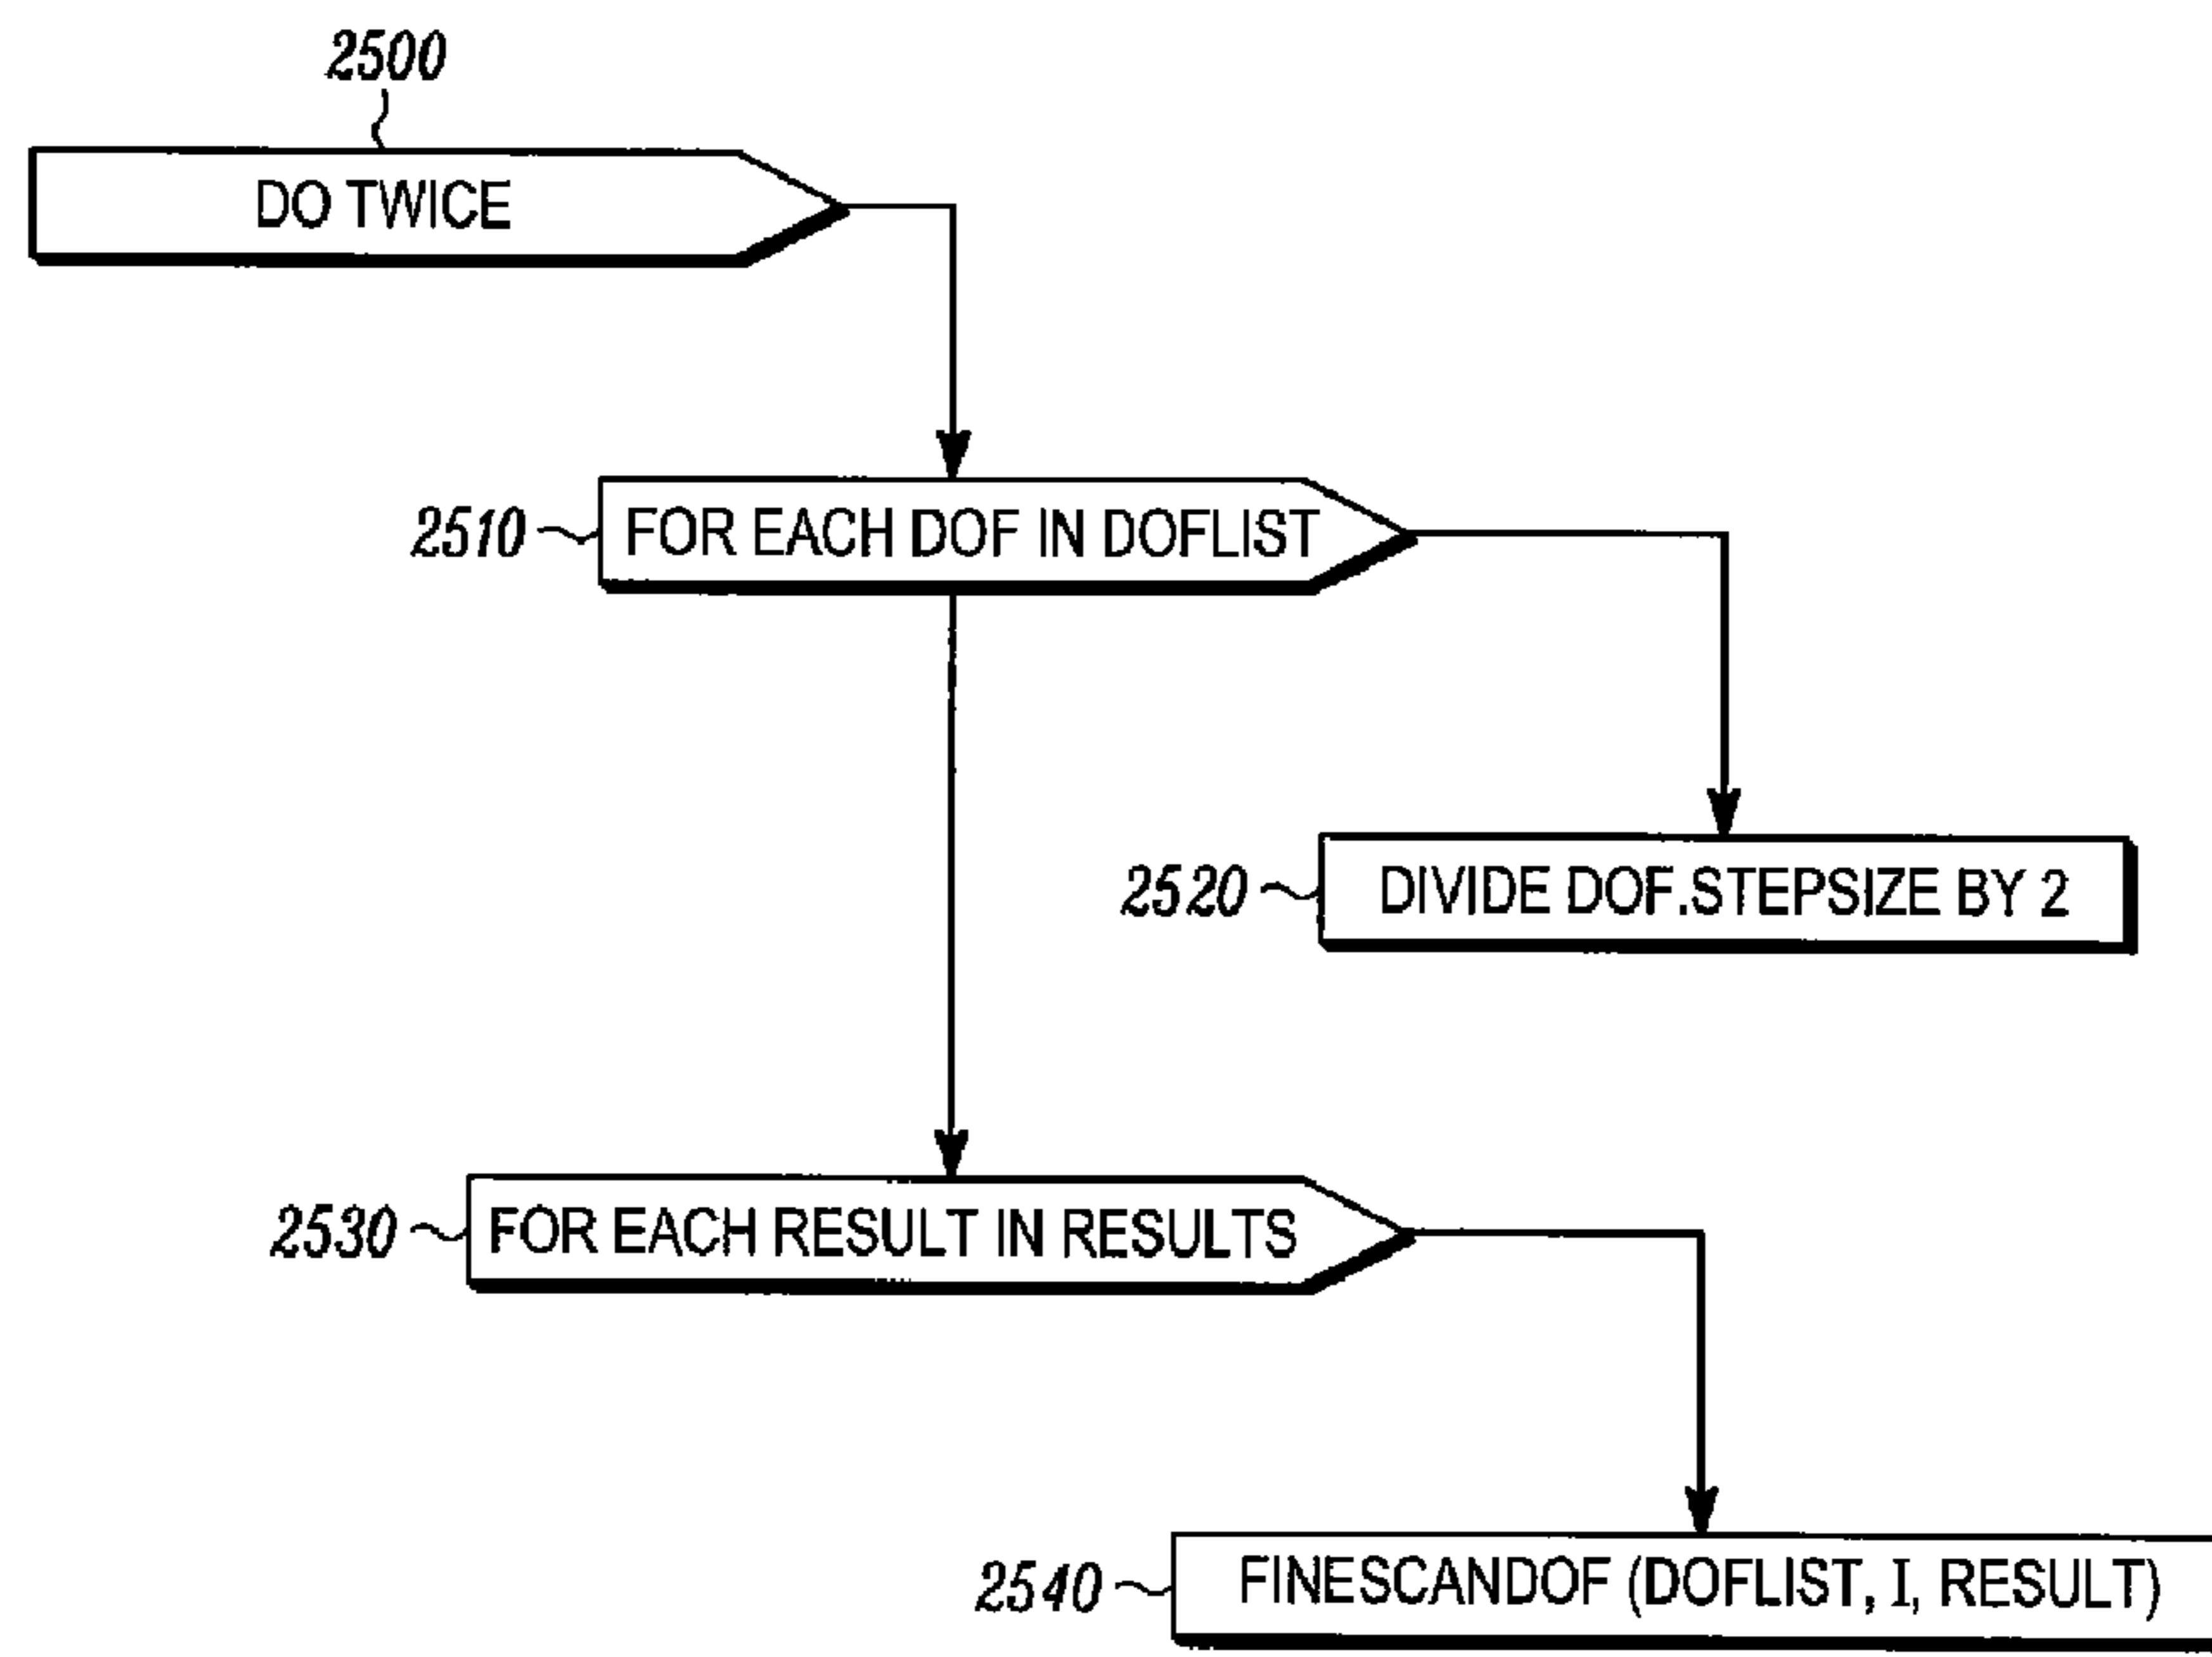 2500
DO TWICE
2510
FOR EACH DOF IN DOFLIST
2520
DIVIDE DOF.STEPSIZE BY 2
2530
FOR EACH RESULT IN RESULTS
2540
FINESCANDOF (DOFLIST, I, RESULT)